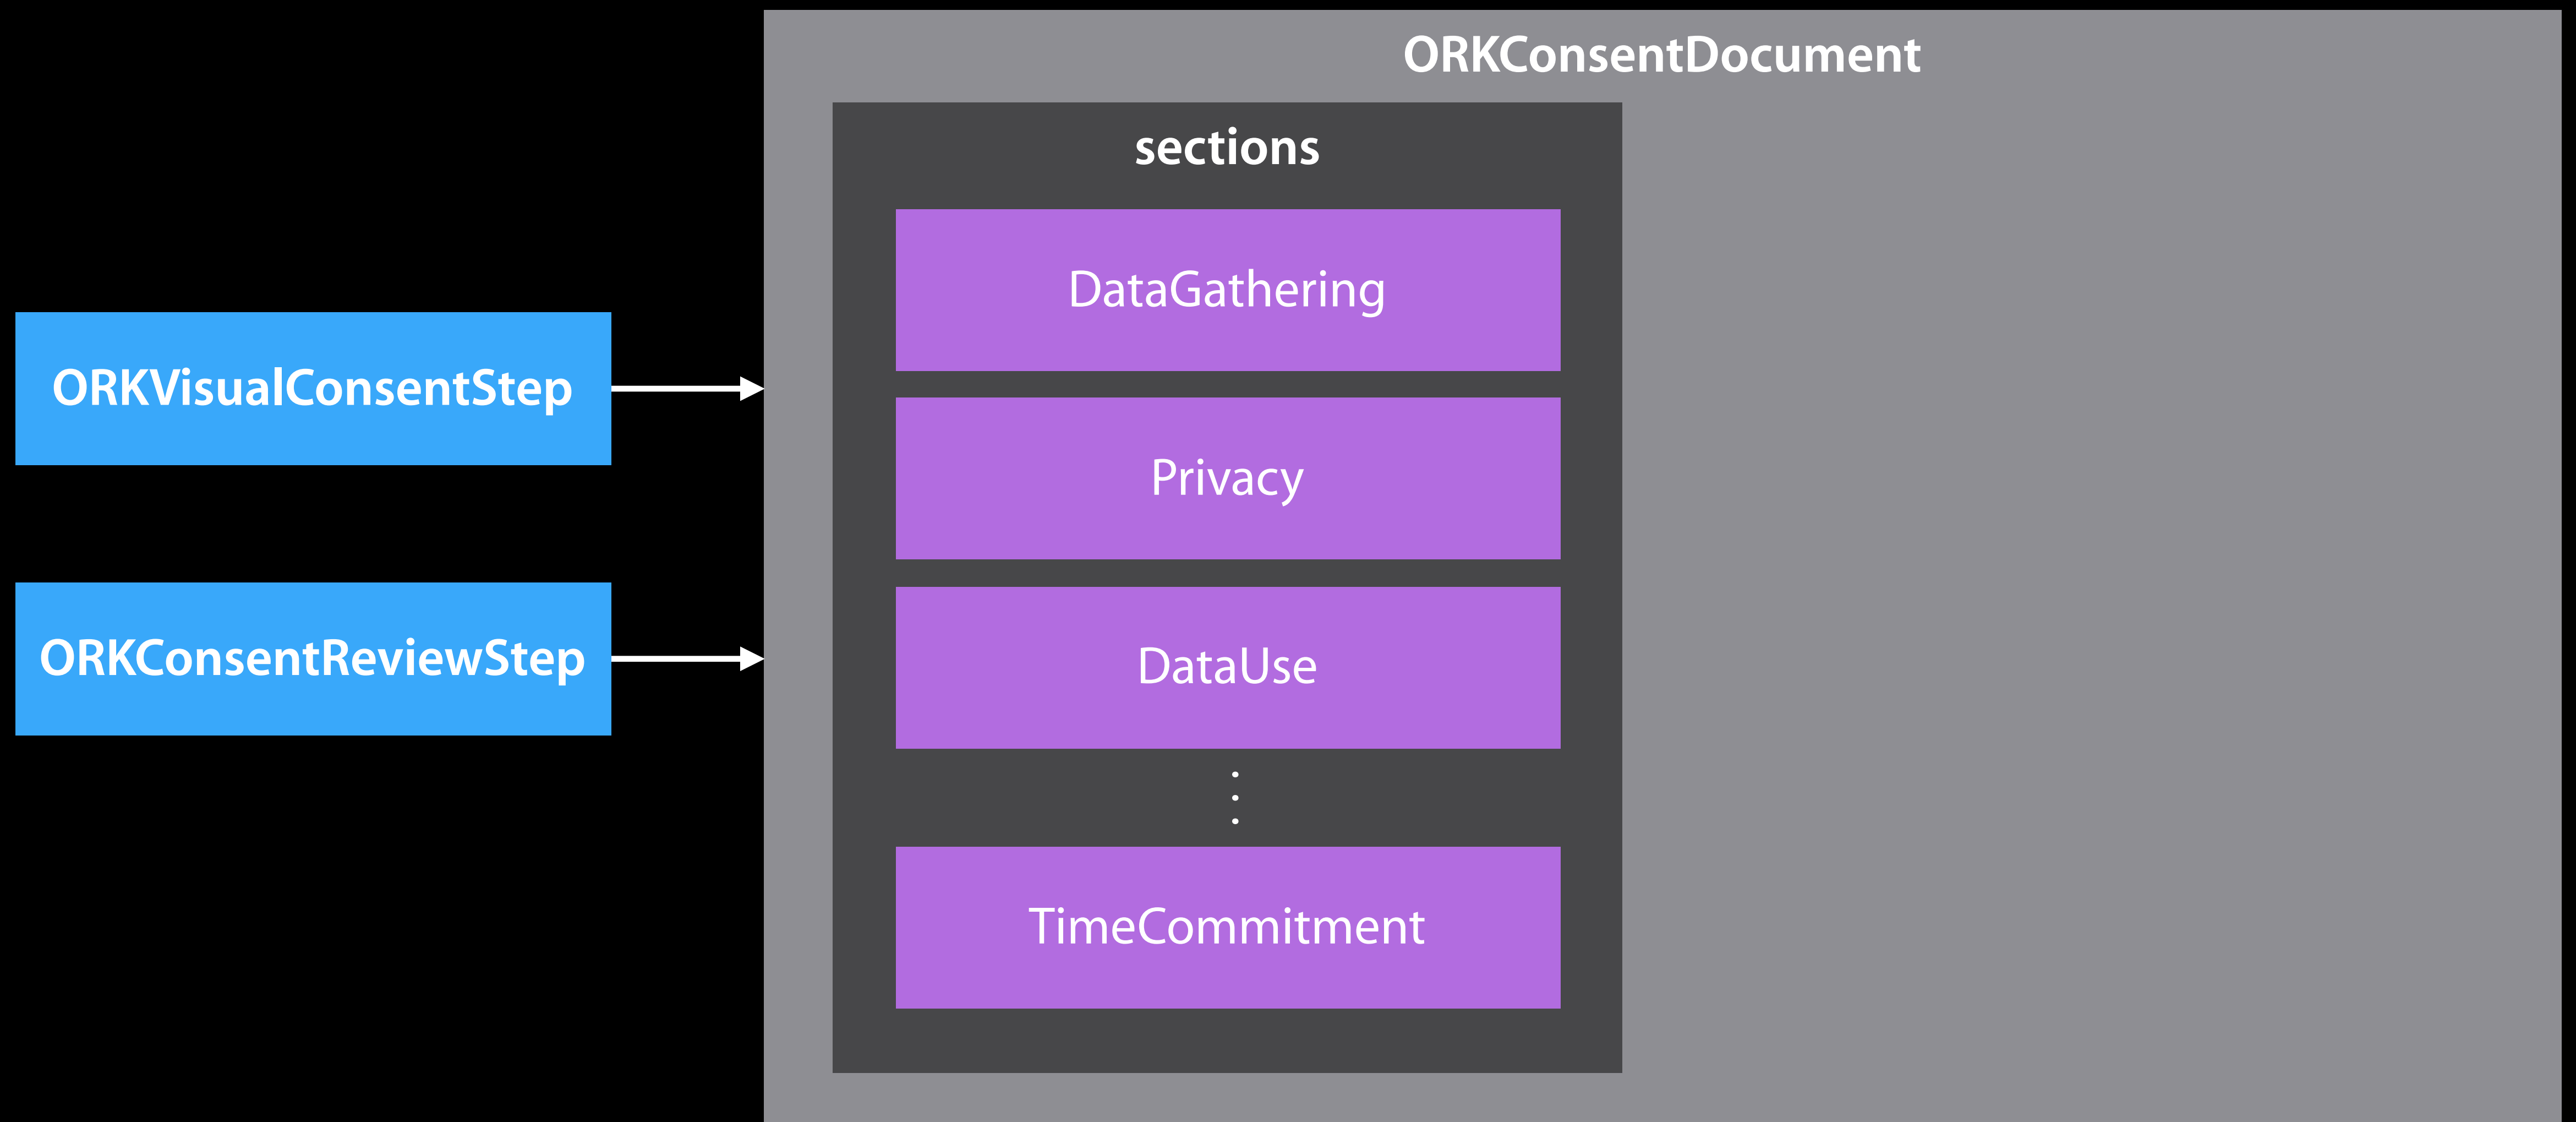 ORKConsentDocument
sections
DataGathering
ORKVisualConsentStep
Privacy
ORKConsentReviewStep
DataUse
TimeCommitment